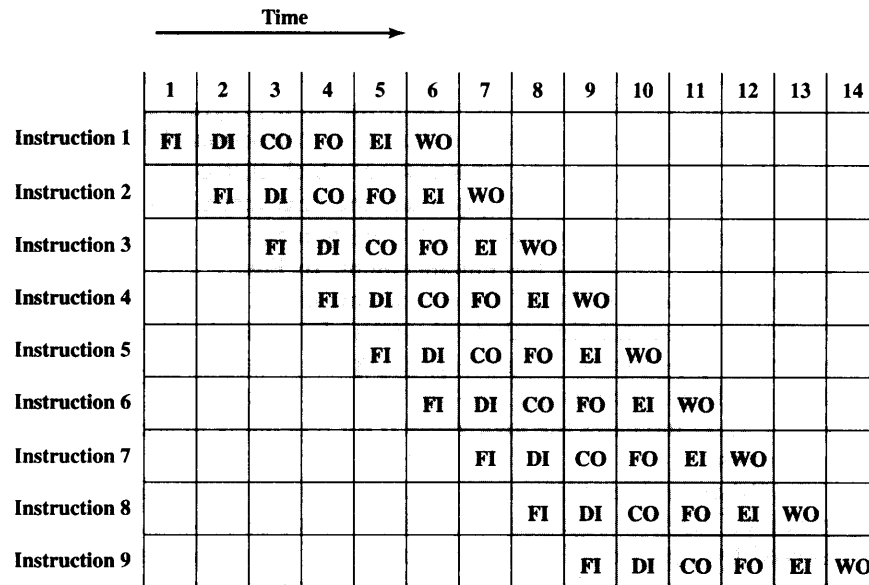 Time
1 2 3 4 5 6 7 8 9 10 11 12 13 14
Instruction 1 FI DI CO FO EI WO
Instruction 2 FI DI CO FO EI WO
Instruction 3 FI DI CO FO EI WO
Instruction 4 FI DI CO FO EI WO
Instruction 5 FI DI CO FO EI WO
Instruction 6 FI DI CO FO EI WO
Instruction 7 FI DI CO FO EI WO
Instruction 8 FI DI CO FO EI WO
Instruction 9 FI DI CO FO EI WO